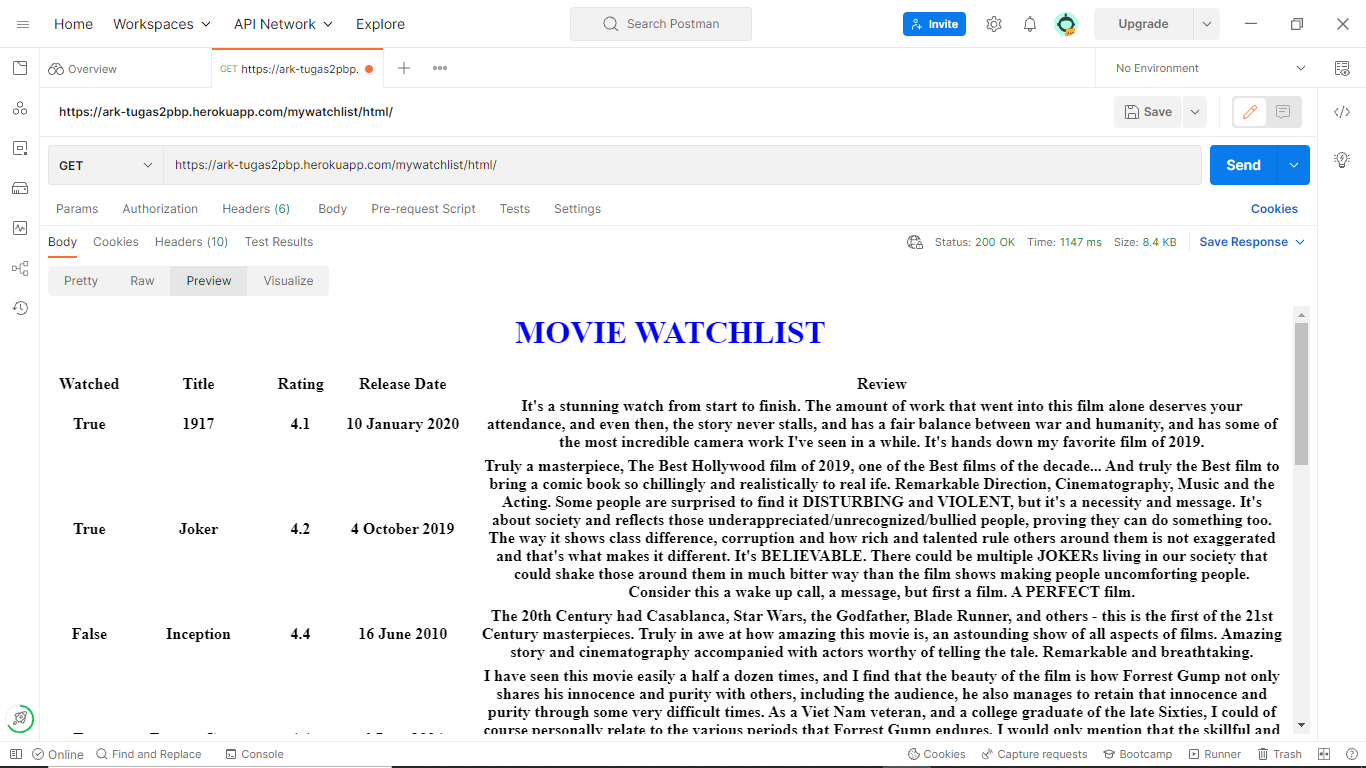 Home Workspaces API Network Explore Search Postman Invite Upgrade
Overview GET https://ark-tugas2pbp. No Environment
https://ark-tugas2pbp.herokuapp.com/mywatchlist/html/ Save
GET https://ark-tugas2pbp.herokuapp.com/mywatchlist/html/ Send
Params Authorization Headers (6) Body Pre-request Script Tests Settings Cookies
Body Cookies Headers (10) Test Results Status: 200 OK Time: 1147 ms Size: 8.4 KB Save Response
Pretty Raw Preview Visualize
MOVIE WATCHLIST
Watched Title Rating Release Date Review
It's a stunning watch from start to finish. The amount of work that went into this film alone deserves your
True 1917 4.1 10 January 2020 attendance, and even then, the story never stalls, and has a fair balance between war and humanity, and has some of
the most incredible camera work I've seen in a while. It's hands down my favorite film of 2019.
Truly a masterpiece, The Best Hollywood film of 2019, one of the Best films of the decade... And truly the Best film to
bring a comic book so chillingly and realistically to real ife. Remarkable Direction, Cinematography, Music and the
Acting. Some people are surprised to find it DISTURBING and VIOLENT, but it's a necessity and message. It's
about society and reflects those underappreciated/unrecognized/bullied people, proving they can do something too.
True Joker 4.2 4 October 2019 The way it shows class difference, corruption and how rich and talented rule others around them is not exaggerated
and that's what makes it different. It's BELIEVABLE. There could be multiple JOKERs living in our society that
could shake those around them in much bitter way than the film shows making people uncomforting people.
Consider this a wake up call, a message, but first a film. A PERFECT film.
The 20th Century had Casablanca, Star Wars, the Godfather, Blade Runner, and others - this is the first of the 21st
False Inception 4.4 16 June 2010 Century masterpieces. Truly in awe at how amazing this movie is, an astounding show of all aspects of films. Amazing
story and cinematography accompanied with actors worthy of telling the tale. Remarkable and breathtaking.
I have seen this movie easily a half a dozen times, and I find that the beauty of the film is how Forrest Gump not only
shares his innocence and purity with others, including the audience, he also manages to retain that innocence and
purity through some very difficult times. As a Viet Nam veteran, and a college graduate of the late Sixties, I could of
course personally relate to the various periods that Forrest Gump endures. I would only mention that the skillful and
Online Find and Replace Console Cookies Capture requests Bootcamp Runner Trash